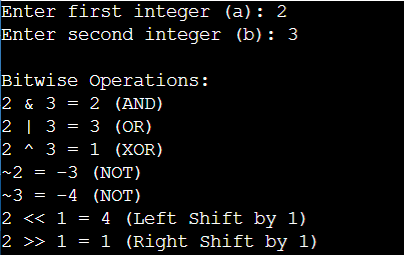 Enter first integer (a): 2
Enter second integer (b): 3
Bitwise Operations:
2 & 3 = 2 (AND)
2 | 3 = 3 (OR)
2 ^ 3 = 1 (XOR)
~2 = -3 (NOT)
~3 = -4 (NOT)
2 << 1 = 4 (Left Shift by 1)
2 >> 1 = 1 (Right Shift by 1)